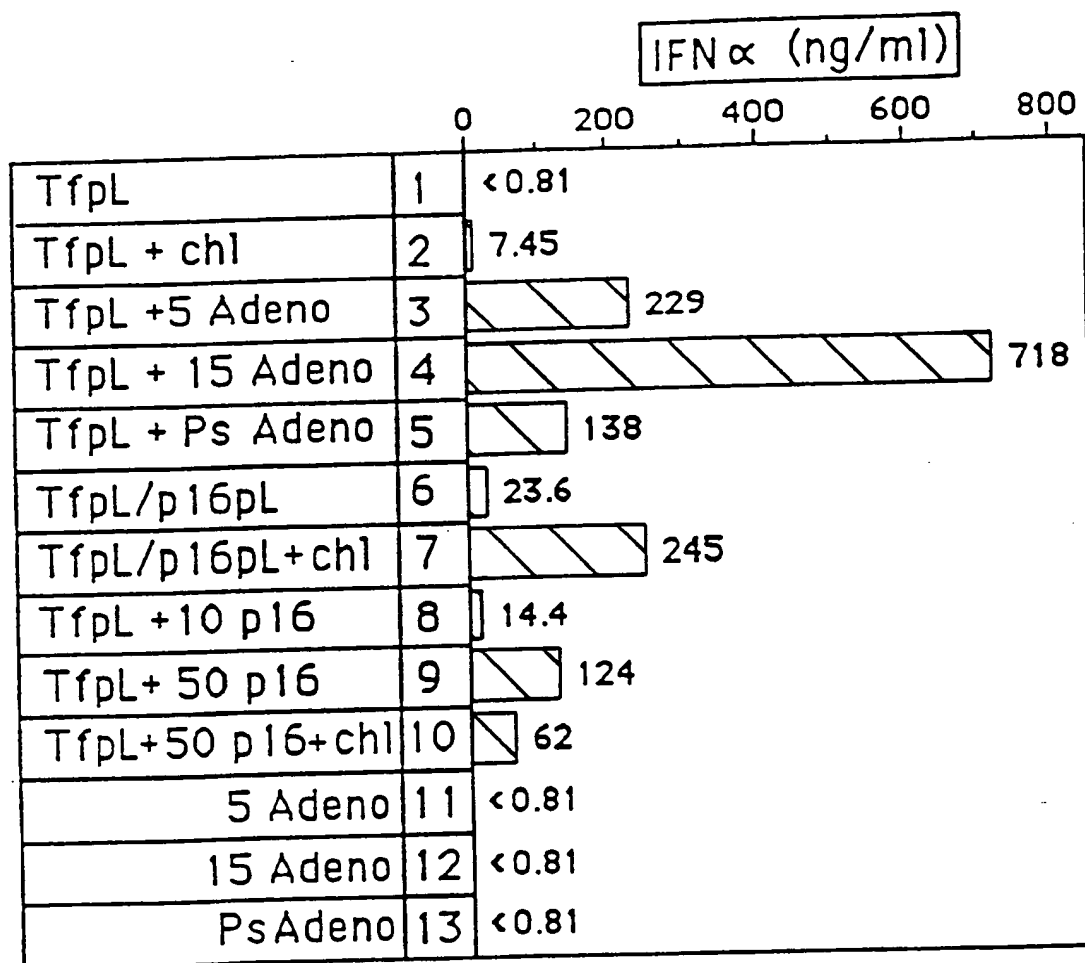 IFN∝ (ng/ml)
0 200 400 600 800
TfpL 1 <0.81
TfpL + chl 2 7.45
TfpL +5 Adeno 3 229
TfpL + 15 Adeno 4 718
TfpL + Ps Adeno 5 138
TfpL/p16pL 6 23.6
TfpL/p16pL+chl 7 245
TfpL +10 p16 8 14.4
TfpL+ 50 p16 9 124
TfpL+50 p16+chl 10 62
5 Adeno 11 <0.81
15 Adeno 12 <0.81
Ps Adeno 13 <0.81